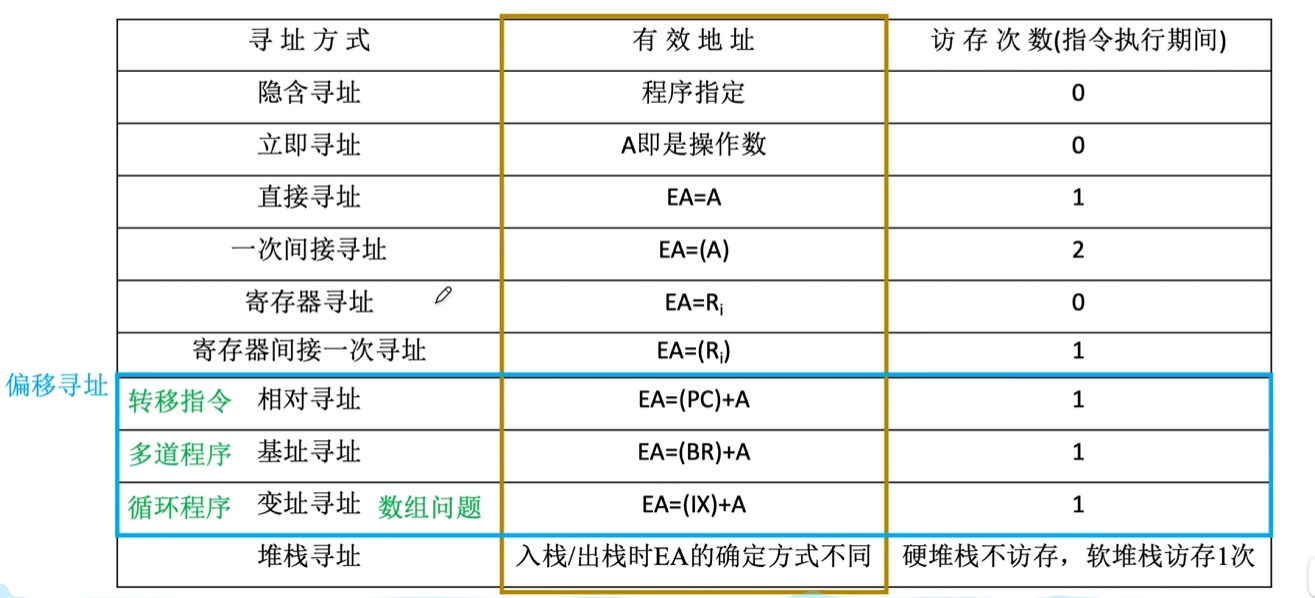 寻址方式 有效地址 访存次数(指令执行期间)
隐含寻址 程序指定 0
立即寻址 A即是操作数 0
直接寻址 EA=A 1
一次间接寻址 EA=(A) 2
寄存器寻址 EA=Rᵢ 0
寄存器间接一次寻址 EA=(Rᵢ) 1
偏移寻址
转移指令 相对寻址 EA=(PC)+A 1
多道程序 基址寻址 EA=(BR)+A 1
循环程序 变址寻址 数组问题 EA=(IX)+A 1
堆栈寻址 入栈/出栈时EA的确定方式不同 硬堆栈不访存，软堆栈访存1次